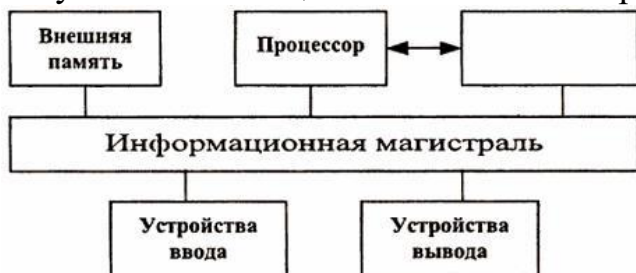 Внешняя
память
Процессор
Информационная магистраль
Устройства
ввода
Устройства
вывода